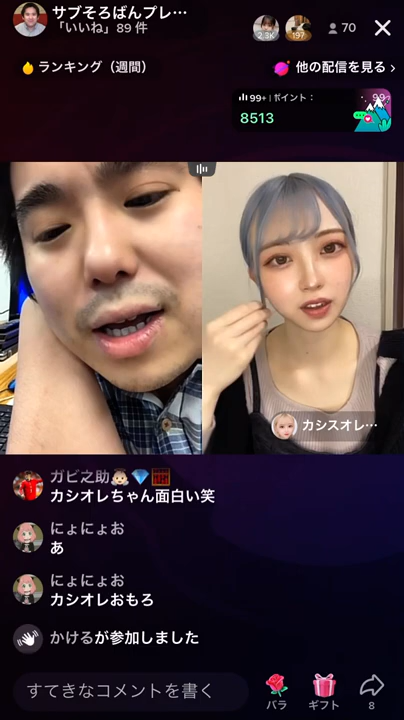 サブそろばんプレ…
「いいね」89 件
2.3K
197
70
ランキング（週間）
他の配信を見る
99+ | ポイント：
99
8513
カシスオレ…
ガビ之助
カシオレちゃん面白い笑
にょにょお
あ
にょにょお
カシオレおもろ
かけるが参加しました
すてきなコメントを書く
バラ
ギフト
8